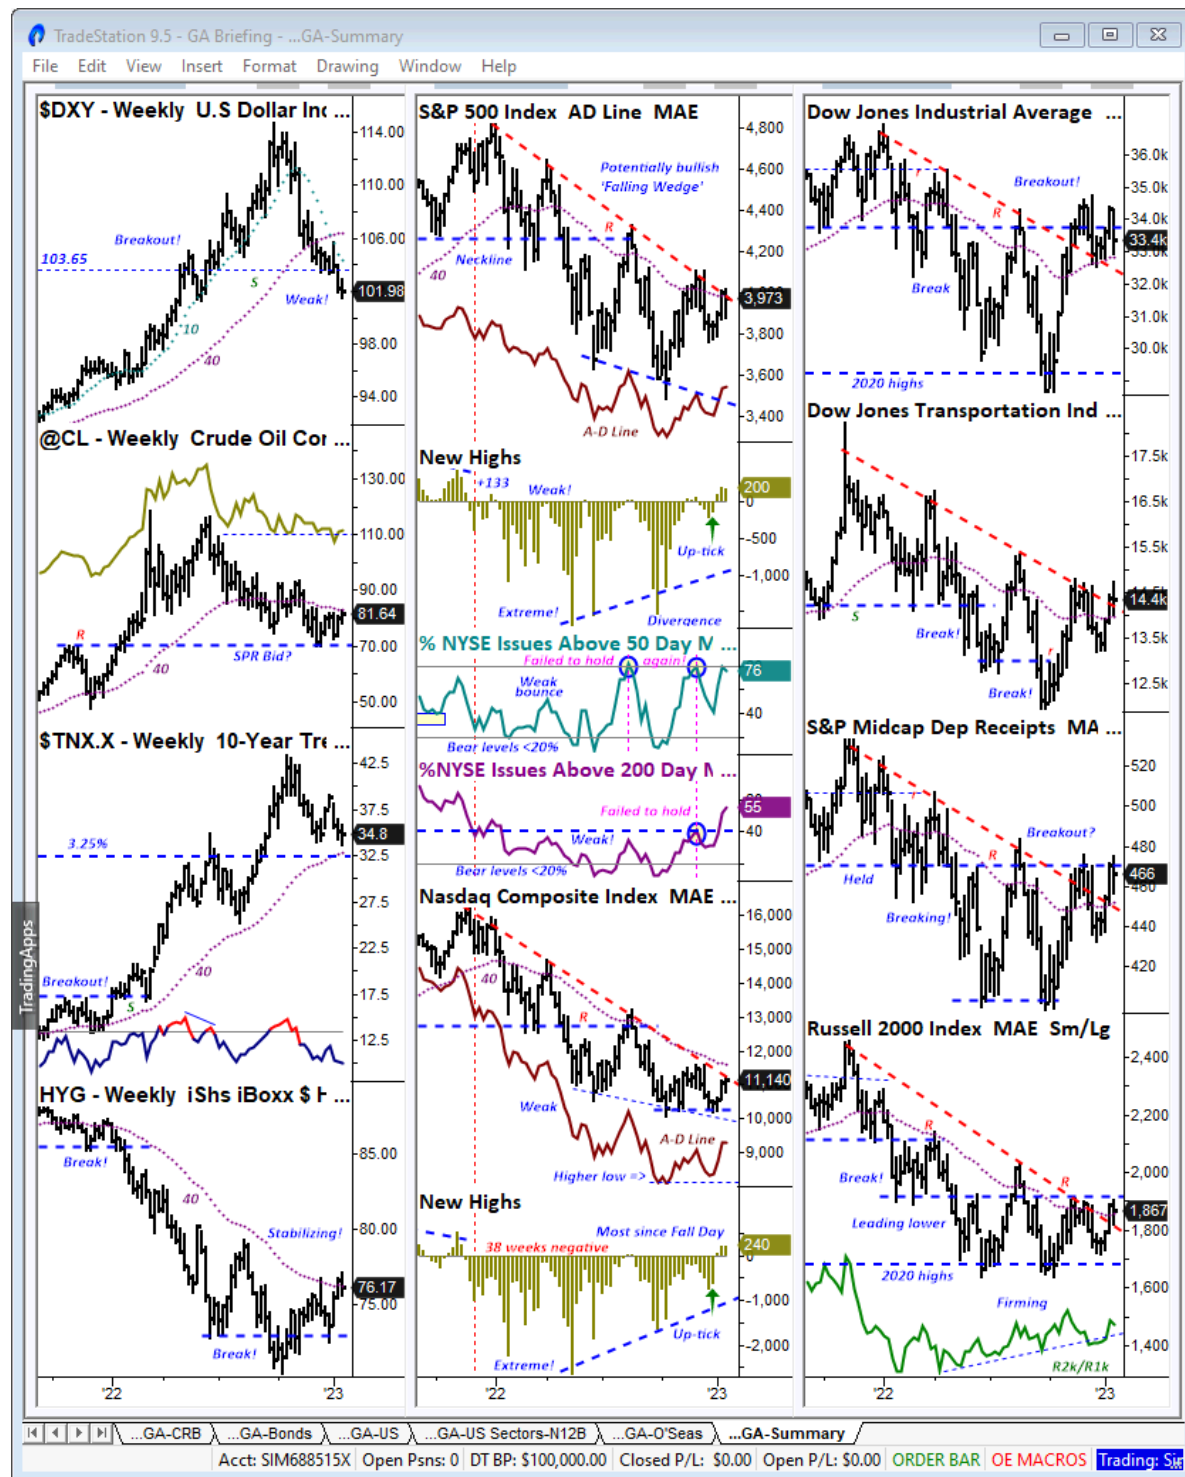 TradeStation 9.5 - GA Briefing - ...GA-Summary
File Edit View Insert Format Drawing Window Help
$DXY - Weekly U.S Dollar Inc ...
114.00
110.00
Breakout!
106.00
103.65
S
Weak!
101.98
10
98.00
40
94.00
@CL - Weekly Crude Oil Cor ...
130.00
110.00
90.00
81.64
R
70.00
SPR Bid?
40
50.00
$TNX.X - Weekly 10-Year Tre ...
42.5
37.5
34.8
3.25%
32.5
27.5
22.5
40
Breakout!
17.5
S
12.5
HYG - Weekly iShs iBoxx $ H ...
85.00
Break!
40
80.00
Stabilizing!
76.17
75.00
Break!
'22 '23
S&P 500 Index AD Line MAE
4,800
Potentially bullish
'Falling Wedge'
4,600
4,400
R
4,200
Neckline
40
3,973
3,800
3,600
3,400
A-D Line
New Highs
+133
Weak!
200
0
-500
Up-tick
-1,000
Extreme!
Divergence
% NYSE Issues Above 50 Day M ...
Failed to hold again!
76
Weak
bounce
40
Bear levels <20%
%NYSE Issues Above 200 Day M ...
55
Failed to hold
40
Weak!
Bear levels <20%
Nasdaq Composite Index MAE ...
16,000
15,000
40
14,000
R
13,000
12,000
11,140
Weak
10,000
A-D Line
9,000
Higher low =>
New Highs
Most since Fall Day
38 weeks negative
240
0
-1,000
Up-tick
-2,000
Extreme!
'22 '23
Dow Jones Industrial Average ...
36.0k
r
Breakout!
35.0k
R
34.0k
33.4k
Break
32.0k
31.0k
30.0k
2020 highs
Dow Jones Transportation Ind ...
17.5k
16.5k
15.5k
14.4k
S
Break!
13.5k
r
Break!
12.5k
S&P Midcap Dep Receipts MA ...
520
r
500
Breakout?
480
R
466
Held
460
Breaking!
440
420
Russell 2000 Index MAE Sm/Lg
2,400
2,200
R
Break!
R
2,000
Leading lower
1,867
1,800
2020 highs
1,600
Firming
1,400
R2k/R1k
'22 '23
TradingApps
...GA-CRB ...GA-Bonds ...GA-US ...GA-US Sectors-N12B ...GA-O'Seas ...GA-Summary
Acct: SIM688515X Open Psns: 0 DT BP: $100,000.00 Closed P/L: $0.00 Open P/L: $0.00 ORDER BAR OE MACROS Trading: